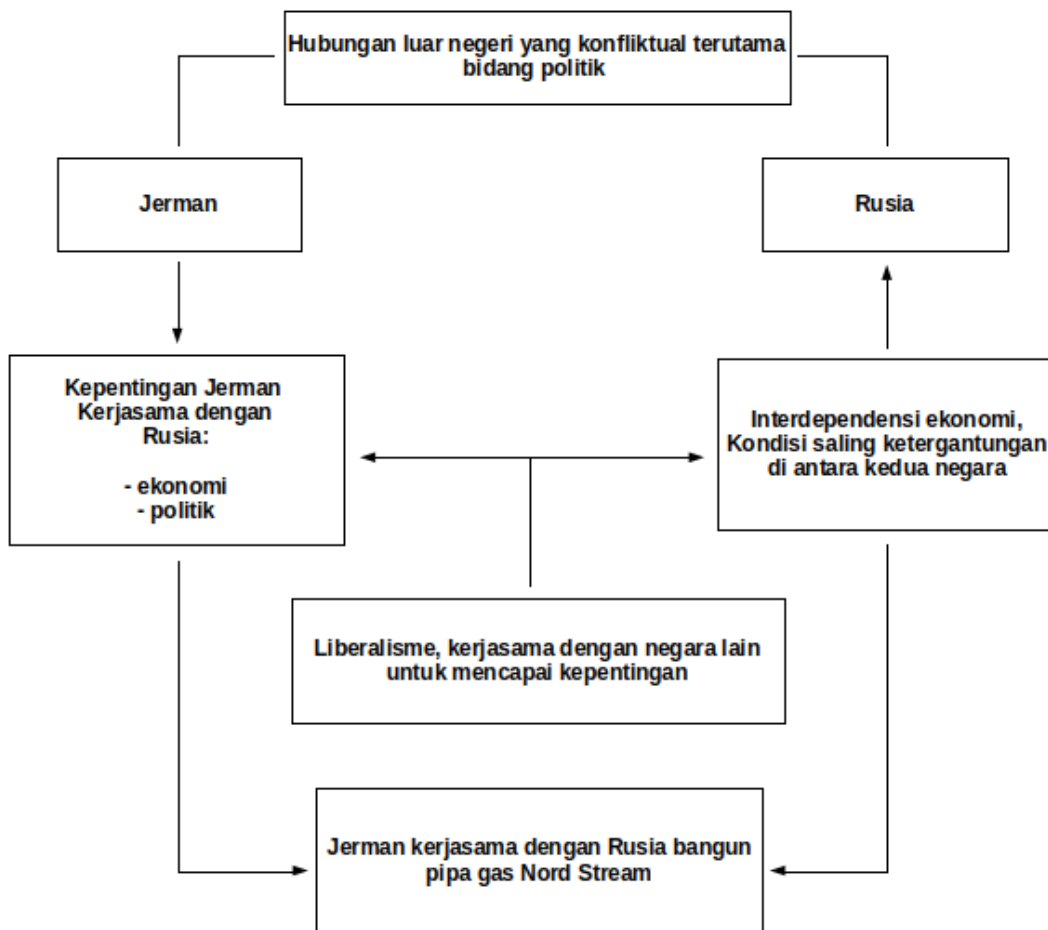 Hubungan luar negeri yang konfliktual terutama
bidang politik
Jerman
Rusia
Kepentingan Jerman
Kerjasama dengan
Rusia:
- ekonomi
- politik
Interdependensi ekonomi,
Kondisi saling ketergantungan
di antara kedua negara
Liberalisme, kerjasama dengan negara lain
untuk mencapai kepentingan
Jerman kerjasama dengan Rusia bangun
pipa gas Nord Stream